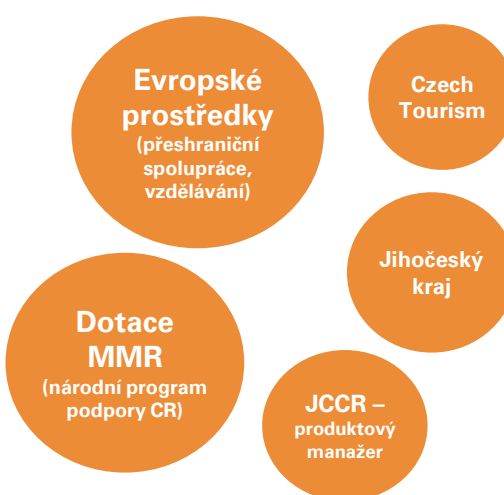 Evropské
prostředky
(přeshraniční
spolupráce,
vzdělávání)
Czech
Tourism
Jihočeský
kraj
Dotace
MMR
(národní program
podpory CR)
JCCR –
produktový
manažer